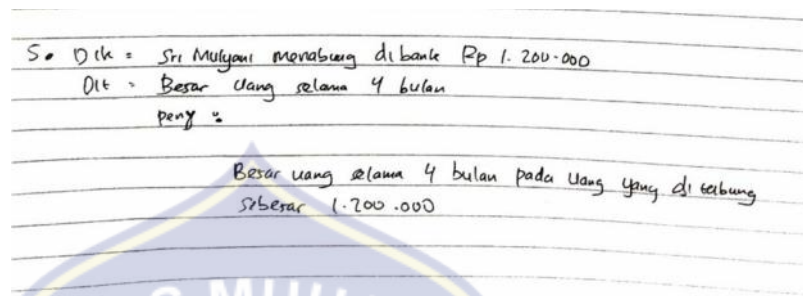 5. Dik = Sri Mulyani menabung di bank Rp 1.200.000
Dit = Besar Uang selama 4 bulan
peny :
Besar uang selama 4 bulan pada Uang yang di tabung
sebesar 1.200.000
MUH